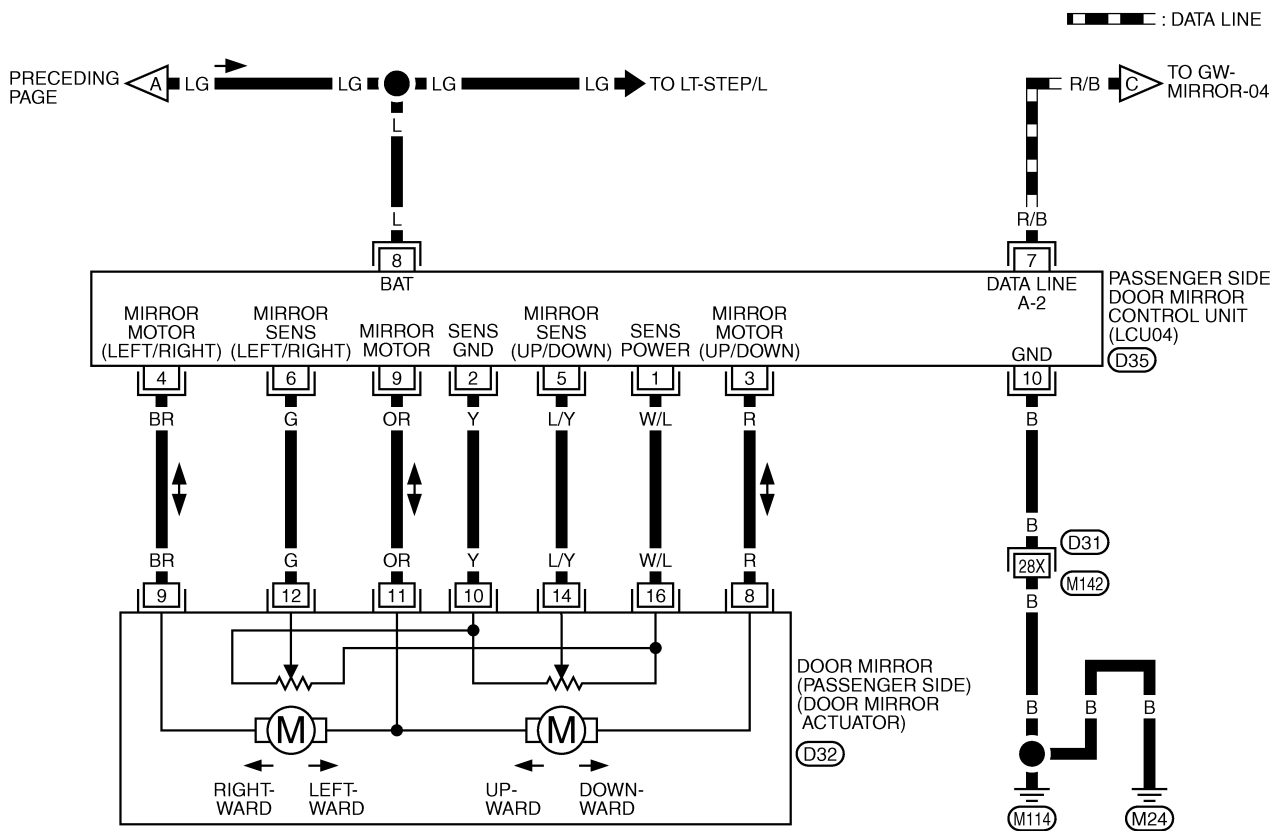 : DATA LINE
PRECEDING
PAGE
A
LG
LG
LG
LG
TO LT-STEP/L
R/B
C
TO GW-
MIRROR-04
L
L
R/B
8
7
BAT
DATA LINE
A-2
PASSENGER SIDE
DOOR MIRROR
CONTROL UNIT
(LCU04)
D35
MIRROR
MOTOR
(LEFT/RIGHT)
MIRROR
SENS
(LEFT/RIGHT)
MIRROR
MOTOR
SENS
GND
MIRROR
SENS
(UP/DOWN)
SENS
POWER
MIRROR
MOTOR
(UP/DOWN)
GND
4 6 9 2 5 1 3 10
BR G OR Y L/Y W/L R B
BR G OR Y L/Y W/L R B
D31
28X
M142
9 12 11 10 14 16 8
B
DOOR MIRROR
(PASSENGER SIDE)
(DOOR MIRROR
ACTUATOR)
D32
M M
B B B
RIGHT-
WARD
LEFT-
WARD
UP-
WARD
DOWN-
WARD
M114 M24